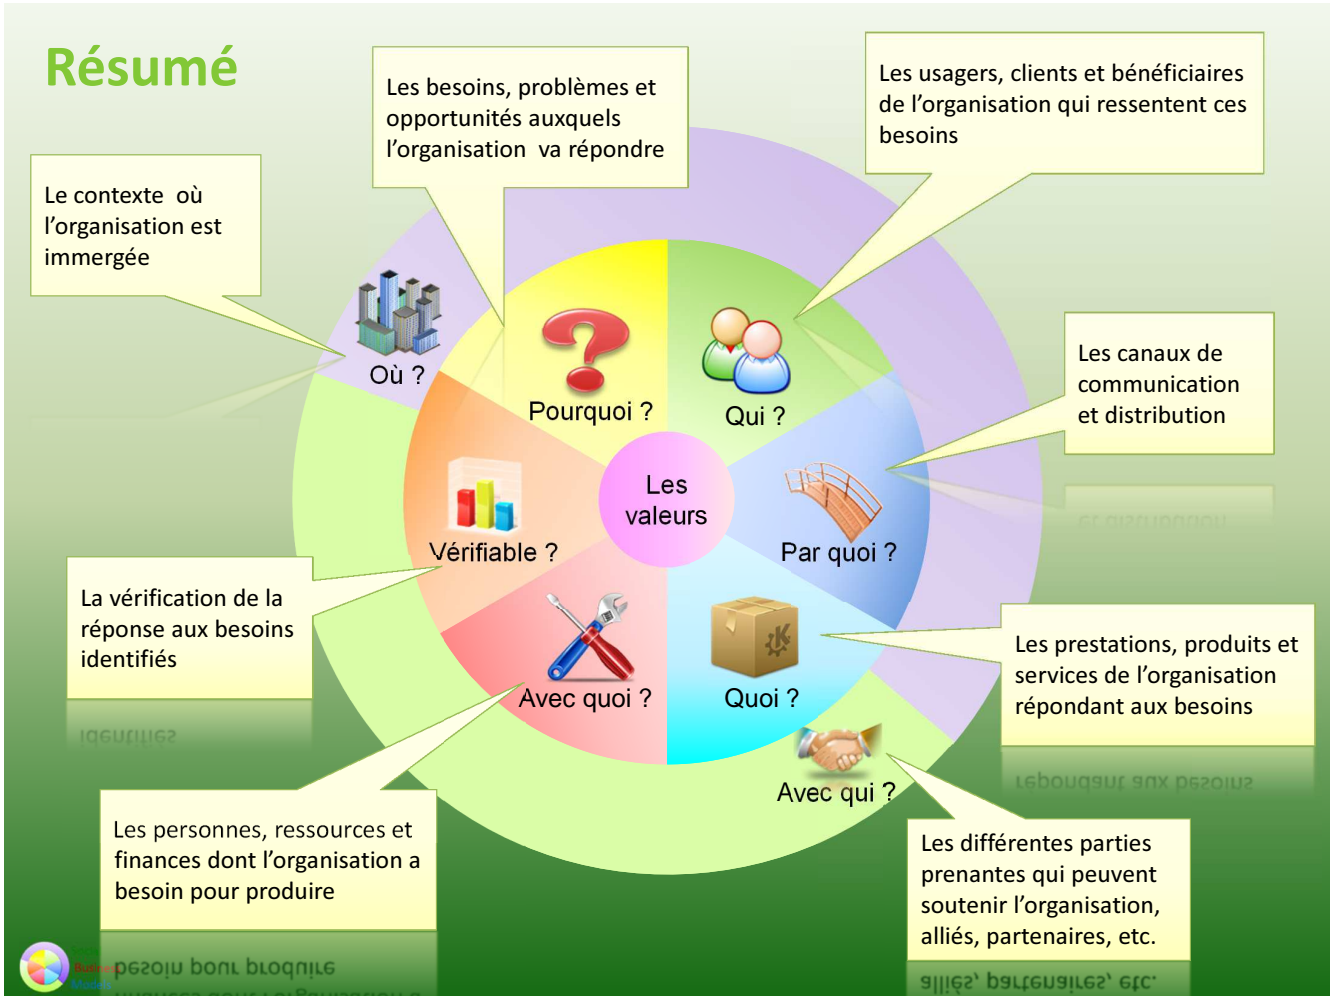 Résumé
Les besoins, problèmes et
opportunités auxquels
l’organisation va répondre
Les usagers, clients et bénéficiaires
de l’organisation qui ressentent ces
besoins
Le contexte où
l’organisation est
immergée
Où ?
Pourquoi ?
Qui ?
Les canaux de
communication
et distribution
Les
valeurs
Vérifiable ?
Par quoi ?
La vérification de la
réponse aux besoins
identifiés
Avec quoi ?
Quoi ?
Les prestations, produits et
services de l’organisation
répondant aux besoins
Avec qui ?
Les personnes, ressources et
finances dont l’organisation a
besoin pour produire
Les différentes parties
prenantes qui peuvent
soutenir l’organisation,
alliés, partenaires, etc.